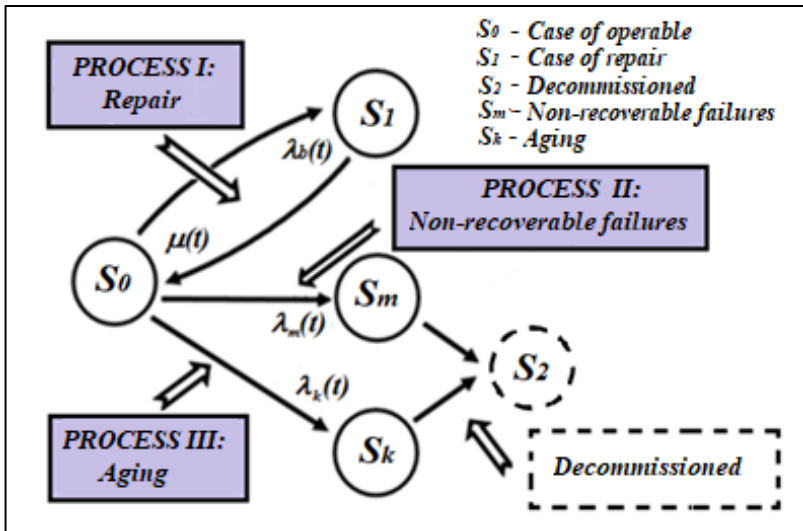 PROCESS I:
Repair
S0 - Case of operable
S1 - Case of repair
S2 - Decommissioned
Sm - Non-recoverable failures
Sk - Aging
S1
λb(t)
PROCESS II:
Non-recoverable failures
μ(t)
S0
Sm
λm(t)
S2
λk(t)
PROCESS III:
Aging
Sk
Decommissioned